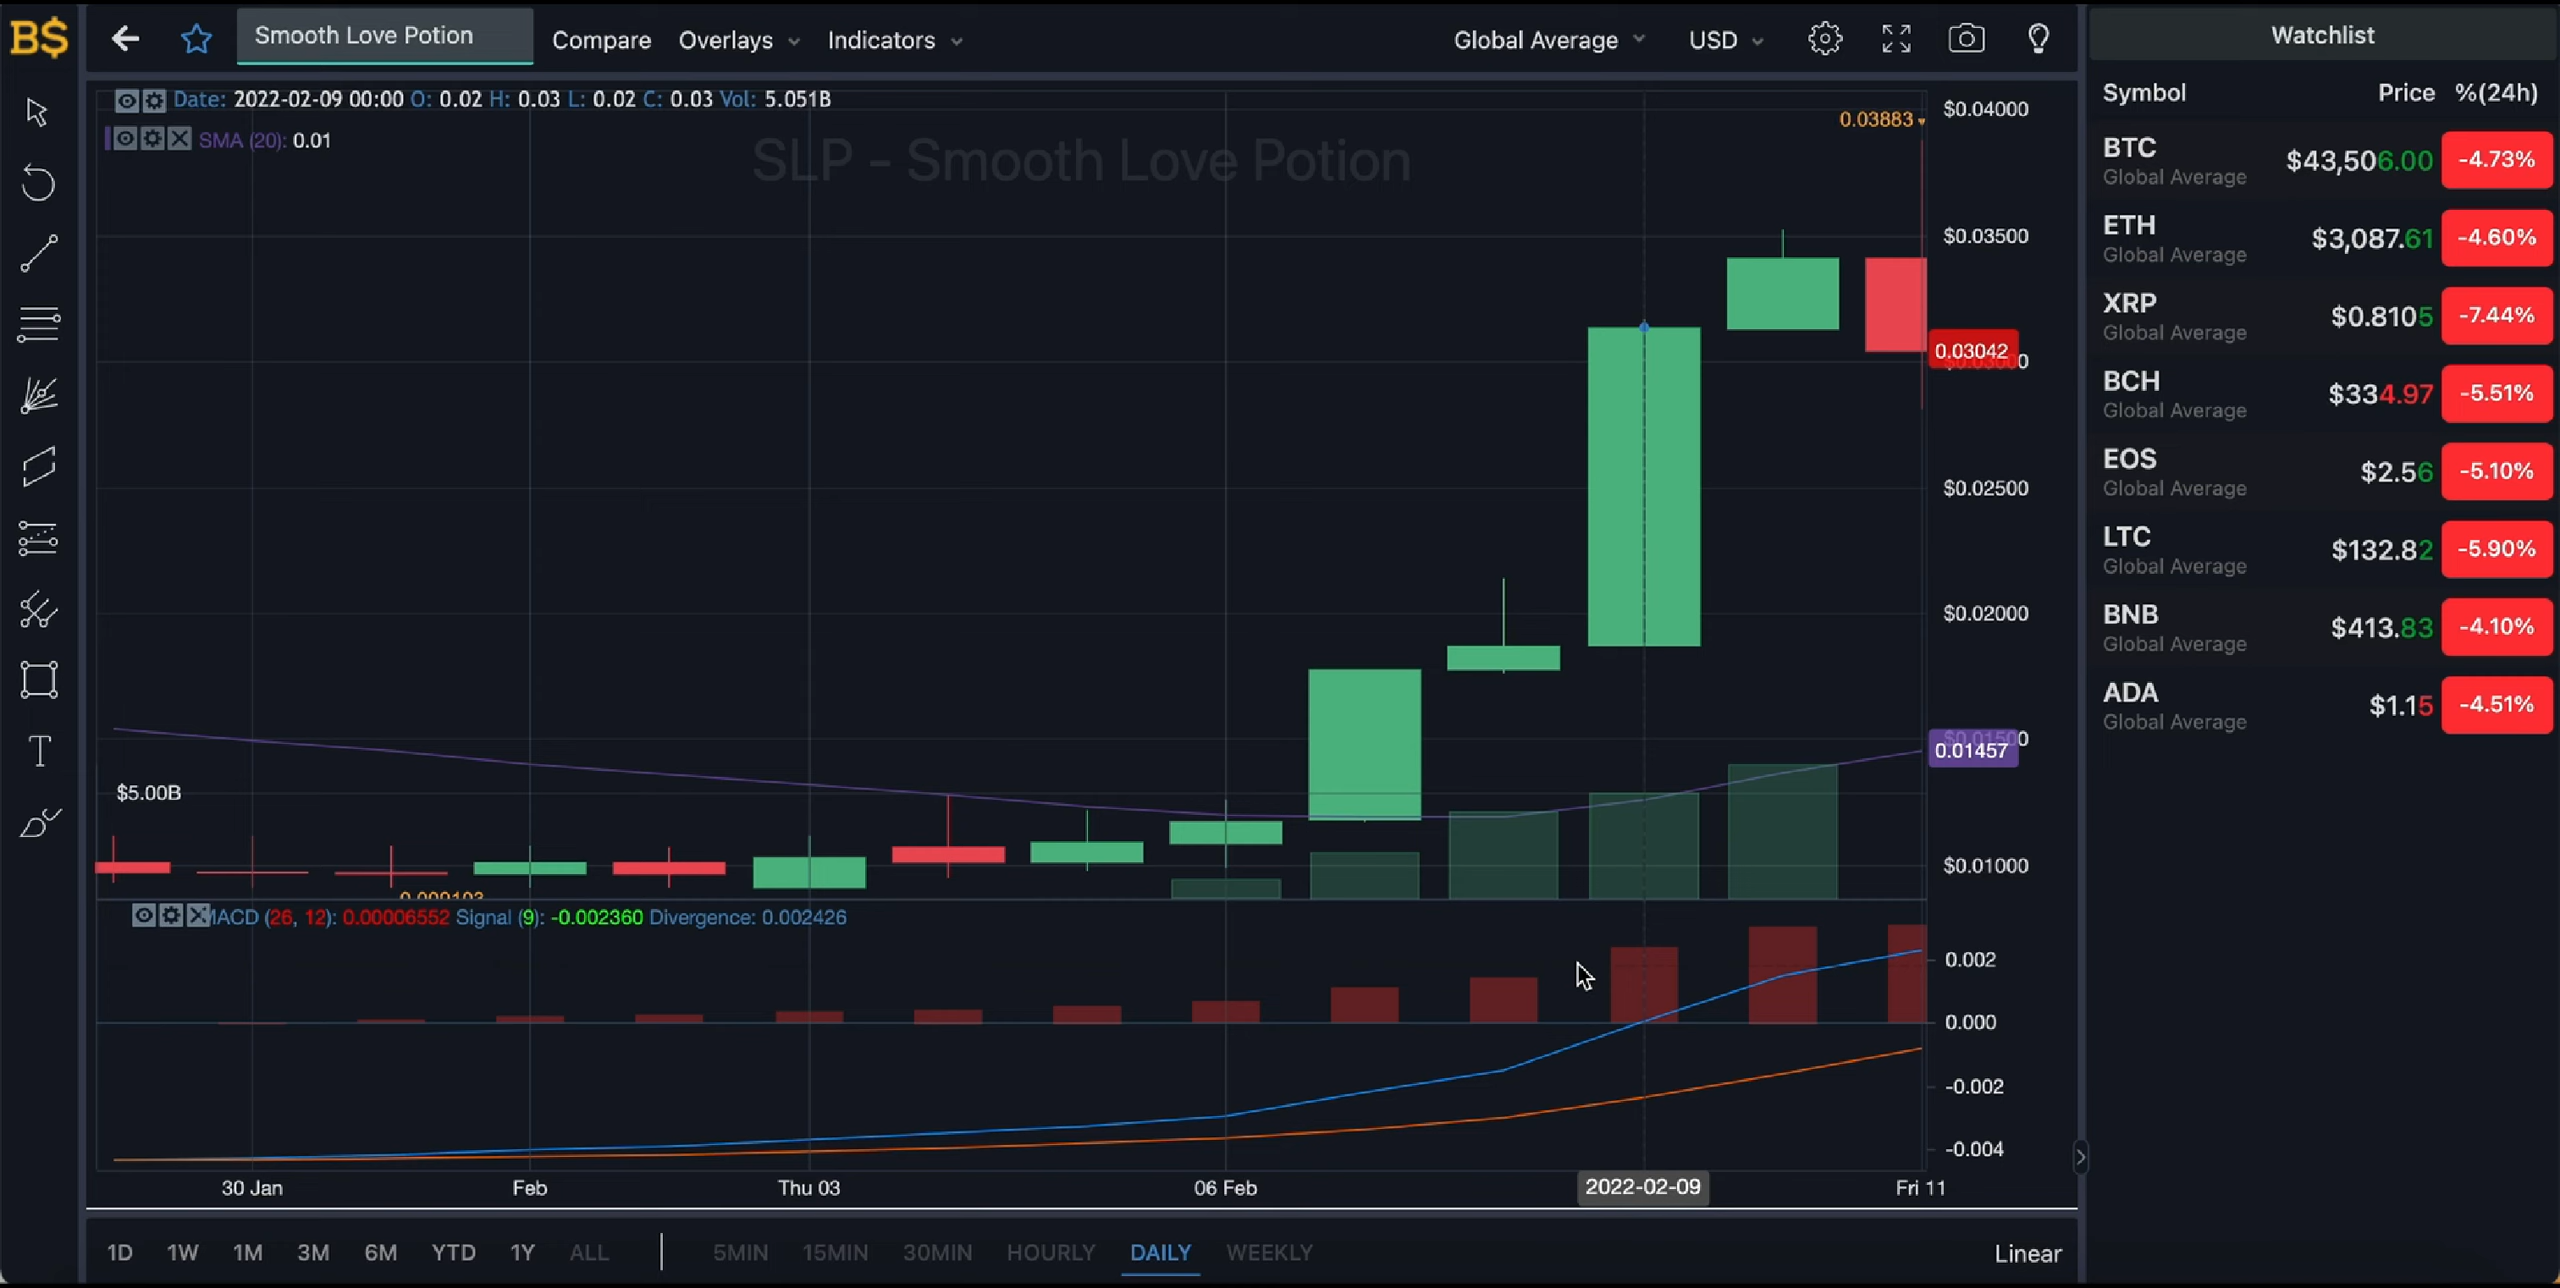 B$
Smooth Love Potion
Compare
Overlays
Indicators
Global Average
USD
Date: 2022-02-09 00:00 O: 0.02 H: 0.03 L: 0.02 C: 0.03 Vol: 5.051B
SMA (20): 0.01
SLP - Smooth Love Potion
0.03883
$0.04000
$0.03500
0.03042
$0.02500
$0.02000
0.01457
$5.00B
$0.01000
MACD (26, 12): 0.00006552 Signal (9): -0.002360 Divergence: 0.002426
0.002
0.000
-0.002
-0.004
30 Jan
Feb
Thu 03
06 Feb
2022-02-09
Fri 11
1D 1W 1M 3M 6M YTD 1Y ALL
5MIN 15MIN 30MIN HOURLY DAILY WEEKLY
Linear
Watchlist
Symbol Price %(24h)
BTC $43,506.00 -4.73%
Global Average
ETH $3,087.61 -4.60%
Global Average
XRP $0.8105 -7.44%
Global Average
BCH $334.97 -5.51%
Global Average
EOS $2.56 -5.10%
Global Average
LTC $132.82 -5.90%
Global Average
BNB $413.83 -4.10%
Global Average
ADA $1.15 -4.51%
Global Average